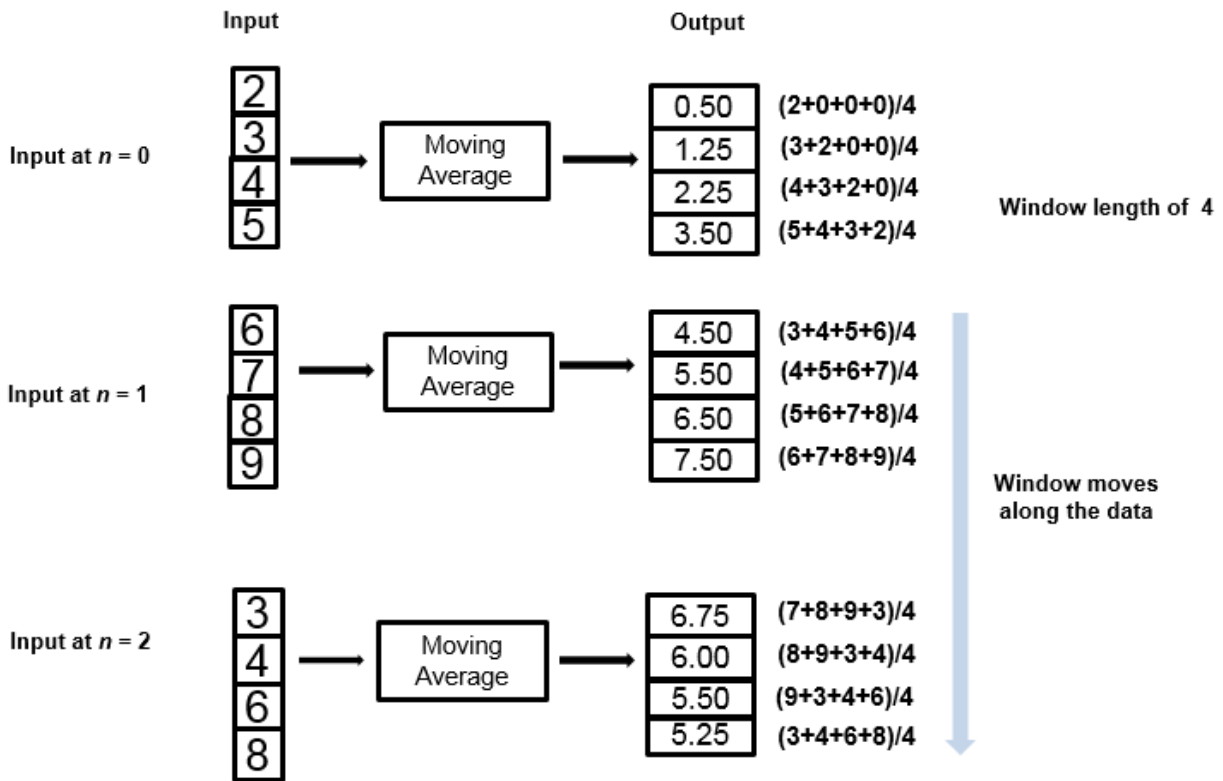 Input
Output
Input at n = 0
2
3
4
5
Moving
Average
0.50
1.25
2.25
3.50
(2+0+0+0)/4
(3+2+0+0)/4
(4+3+2+0)/4
(5+4+3+2)/4
Window length of 4
Input at n = 1
6
7
8
9
Moving
Average
4.50
5.50
6.50
7.50
(3+4+5+6)/4
(4+5+6+7)/4
(5+6+7+8)/4
(6+7+8+9)/4
Window moves
along the data
Input at n = 2
3
4
6
8
Moving
Average
6.75
6.00
5.50
5.25
(7+8+9+3)/4
(8+9+3+4)/4
(9+3+4+6)/4
(3+4+6+8)/4